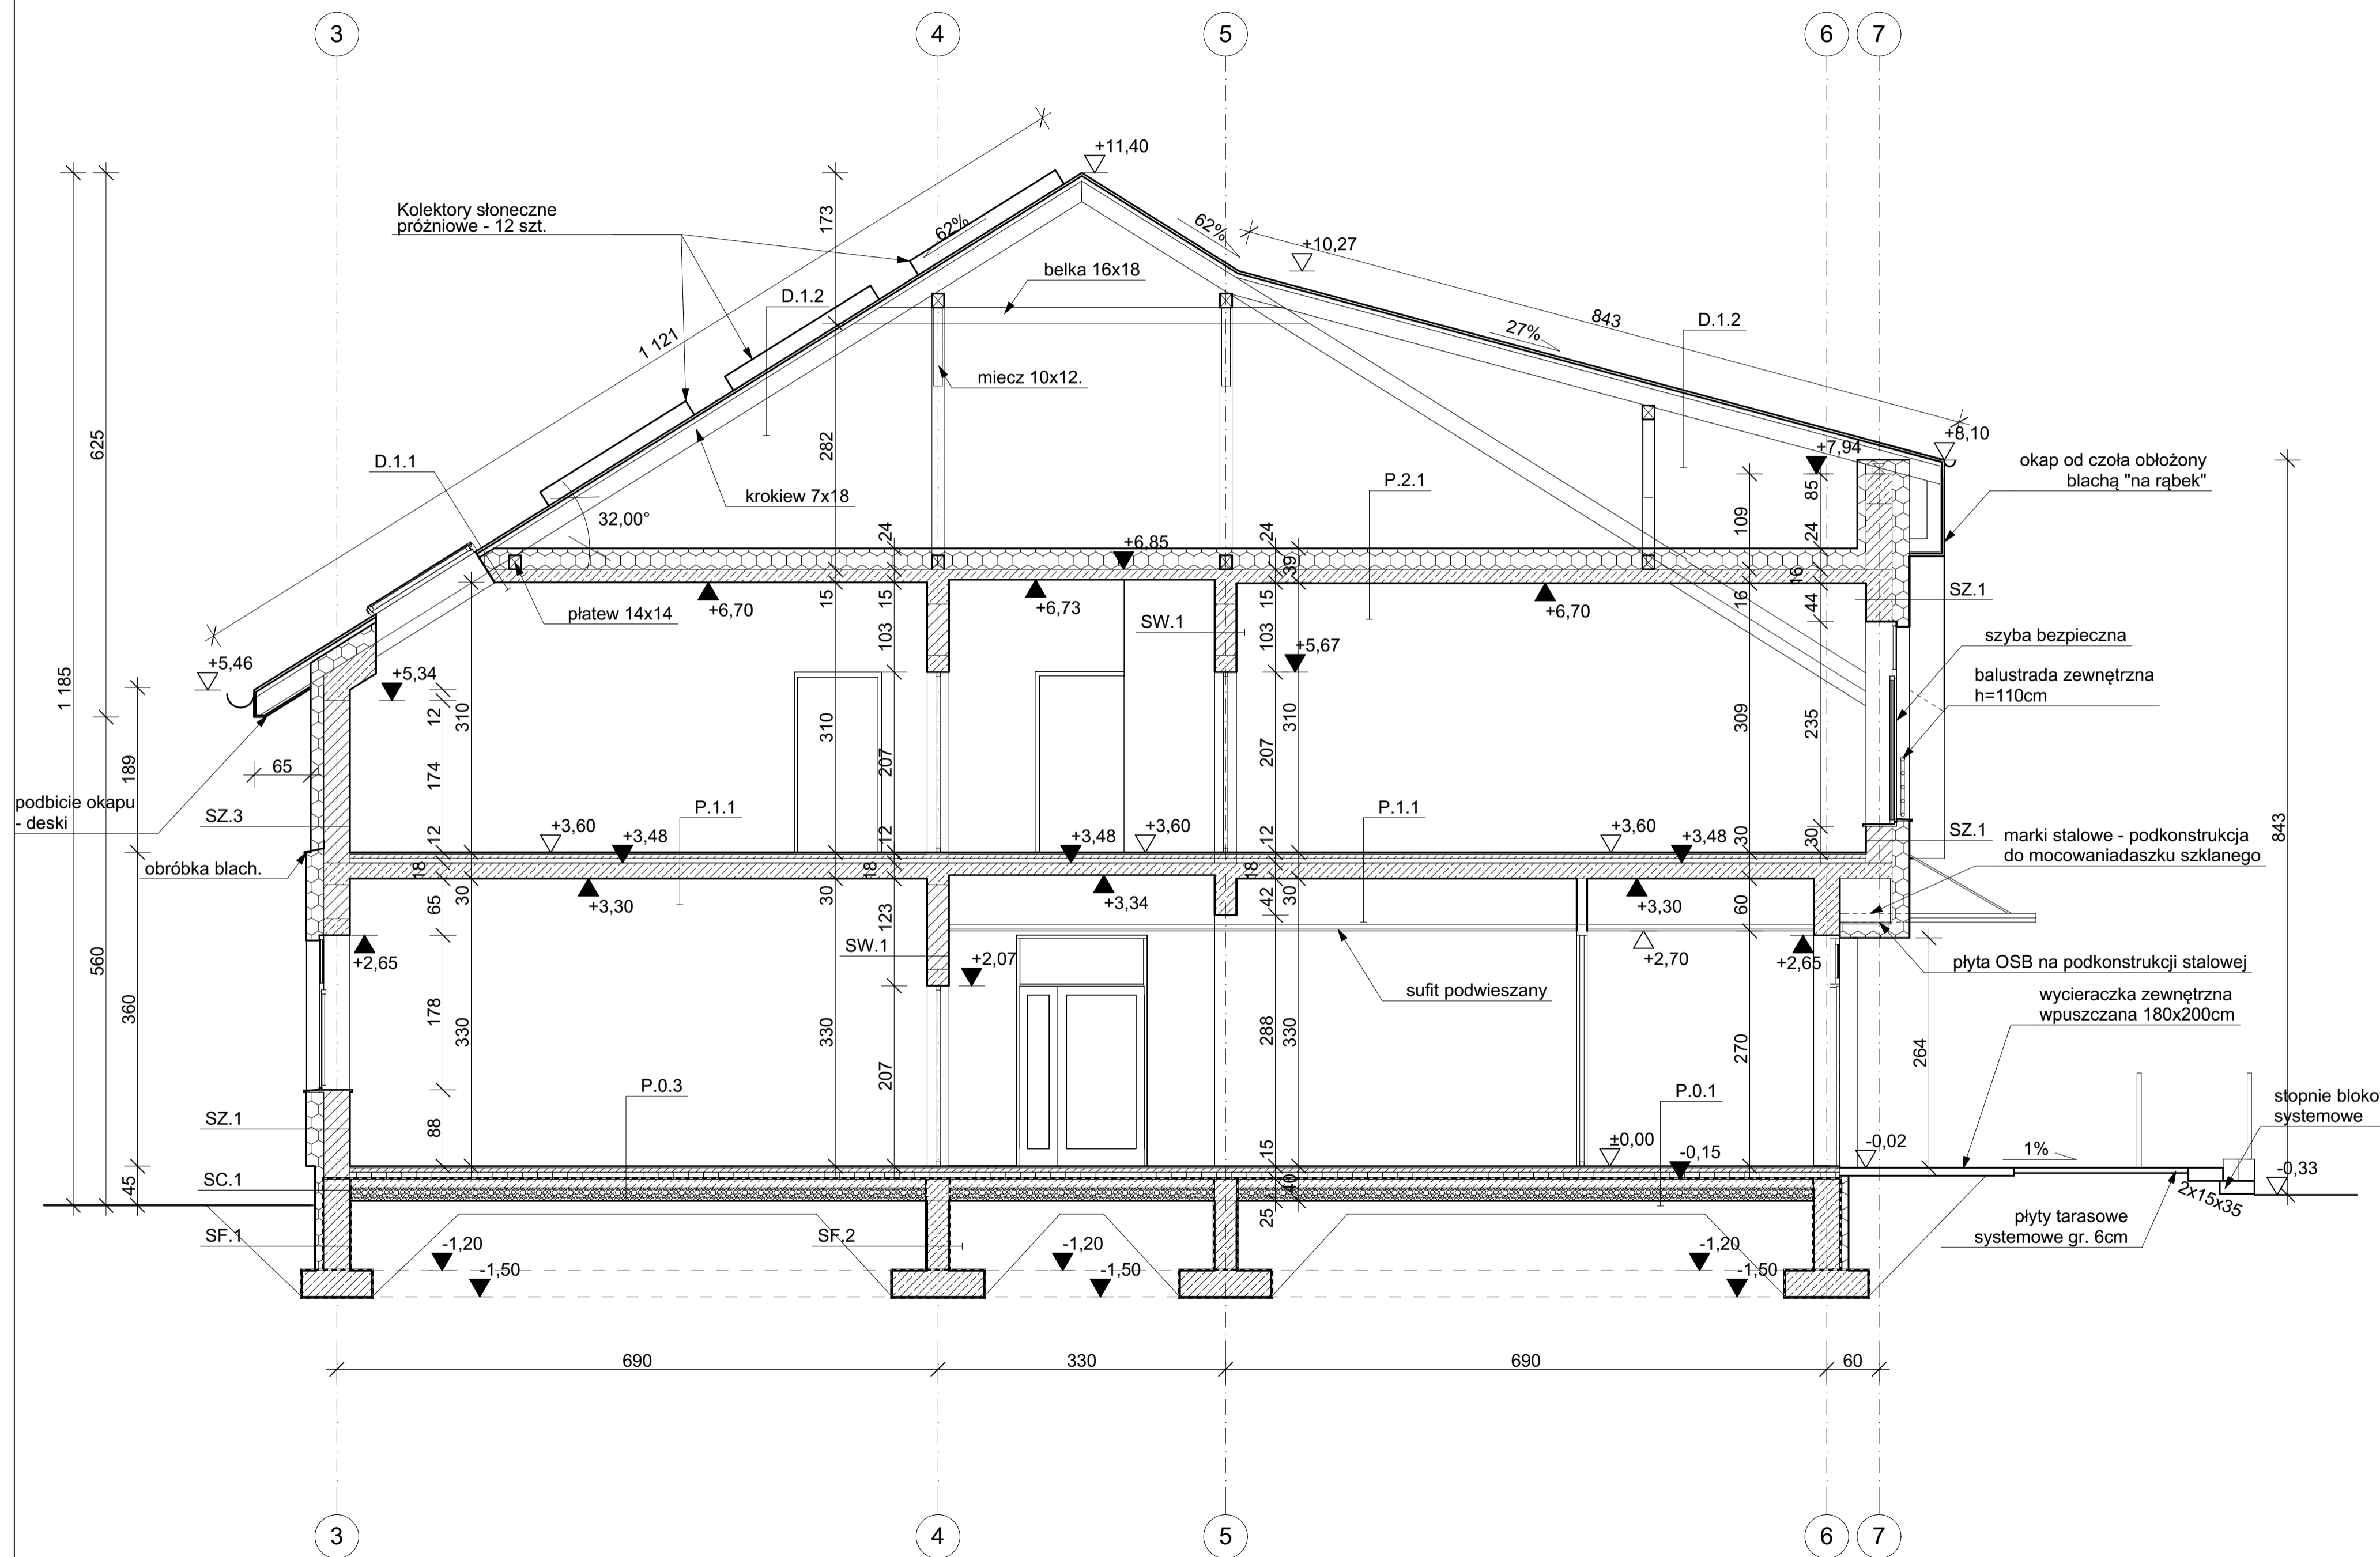 3
4
5
6
7
+11,40
173
Kolektory słoneczne
próżniowe - 12 szt.
62%
62%
+10,27
belka 16x18
D.1.2
843
D.1.2
27%
1 121
miecz 10x12.
625
282
D.1.1
+7,94
+8,10
okap od czoła obłożony
blachą "na rąbek"
krokiew 7x18
P.2.1
85
32,00°
109
24
24
24
+6,85
39
16
płatew 14x14
+6,70
15
15
+6,73
15
+6,70
16
44
SZ.1
SW.1
103
103
szyba bezpieczna
+5,46
+5,34
+5,67
balustrada zewnętrzna
h=110cm
1 185
12
310
310
310
309
235
189
65
174
207
207
podbicie okapu
- deski
SZ.3
P.1.1
P.1.1
843
12
+3,60
+3,48
12
+3,48
+3,60
12
+3,60
+3,48
30
30
SZ.1
marki stalowe - podkonstrukcja
do mocowaniadaszku szklanego
obróbka blach.
18
18
18
65
30
+3,30
30
123
+3,34
42
30
+3,30
60
560
360
+2,65
SW.1
+2,07
+2,70
+2,65
płyta OSB na podkonstrukcji stalowej
sufit podwieszany
wycieraczka zewnętrzna
wpuszczana 180x200cm
178
330
330
207
288
330
270
264
P.0.3
P.0.1
stopnie bloko
systemowe
SZ.1
88
15
±0,00
-0,15
-0,02
1%
-0,33
45
SC.1
40
2x15x35
25
płyty tarasowe
systemowe gr. 6cm
SF.1
-1,20
-1,50
SF.2
-1,20
-1,50
-1,20
-1,50
690
330
690
60
3
4
5
6
7